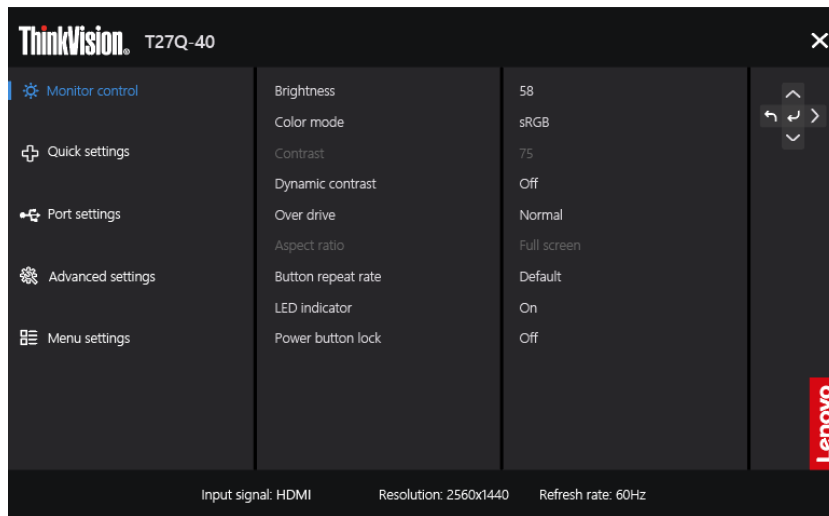 ThinkVision® T27Q-40
Monitor control
Quick settings
Port settings
Advanced settings
Menu settings
Brightness 58
Color mode sRGB
Contrast 75
Dynamic contrast Off
Over drive Normal
Aspect ratio Full screen
Button repeat rate Default
LED indicator On
Power button lock Off
Lenovo
Input signal: HDMI Resolution: 2560x1440 Refresh rate: 60Hz